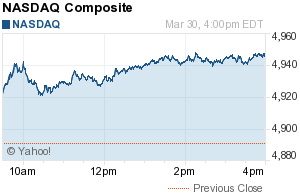 NASDAQ Composite
NASDAQ
Mar 30, 4:00pm EDT
4,960
4,940
4,920
4,900
4,880
© Yahoo!
10am 12pm 2pm 4pm
Previous Close